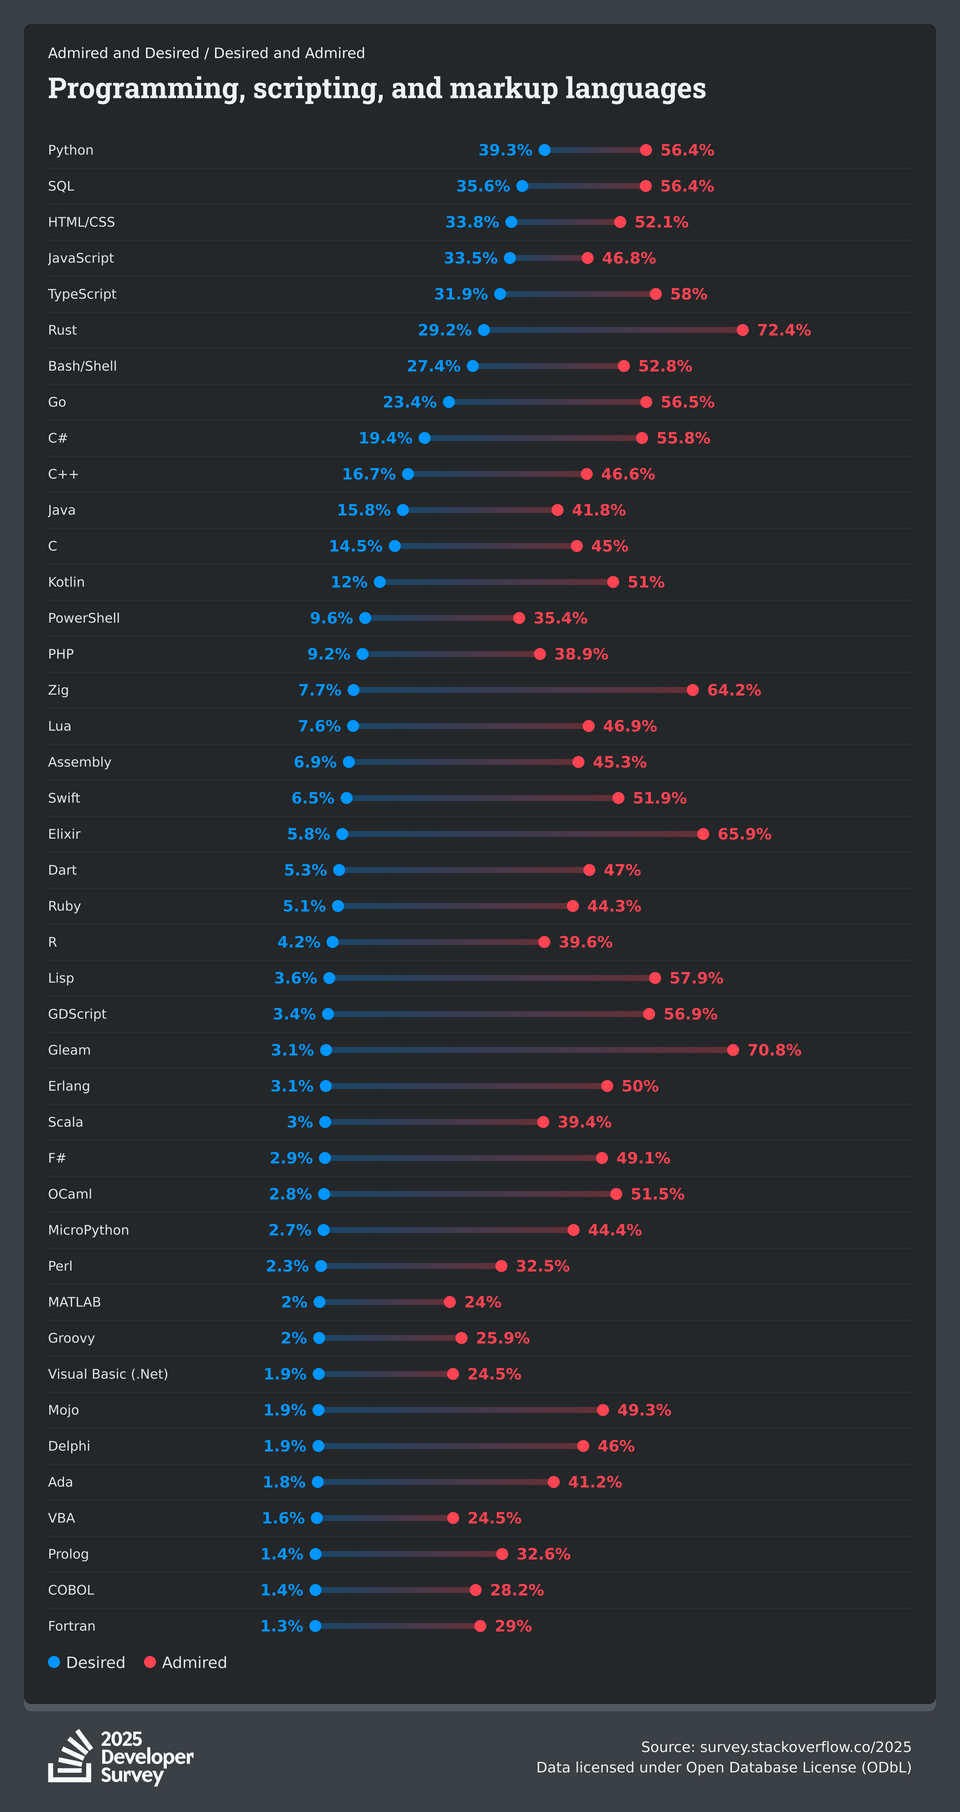 Admired and Desired / Desired and Admired
Programming, scripting, and markup languages
Python 39.3% 56.4%
SQL 35.6% 56.4%
HTML/CSS 33.8% 52.1%
JavaScript 33.5% 46.8%
TypeScript 31.9% 58%
Rust 29.2% 72.4%
Bash/Shell 27.4% 52.8%
Go 23.4% 56.5%
C# 19.4% 55.8%
C++ 16.7% 46.6%
Java 15.8% 41.8%
C 14.5% 45%
Kotlin 12% 51%
PowerShell 9.6% 35.4%
PHP 9.2% 38.9%
Zig 7.7% 64.2%
Lua 7.6% 46.9%
Assembly 6.9% 45.3%
Swift 6.5% 51.9%
Elixir 5.8% 65.9%
Dart 5.3% 47%
Ruby 5.1% 44.3%
R 4.2% 39.6%
Lisp 3.6% 57.9%
GDScript 3.4% 56.9%
Gleam 3.1% 70.8%
Erlang 3.1% 50%
Scala 3% 39.4%
F# 2.9% 49.1%
OCaml 2.8% 51.5%
MicroPython 2.7% 44.4%
Perl 2.3% 32.5%
MATLAB 2% 24%
Groovy 2% 25.9%
Visual Basic (.Net) 1.9% 24.5%
Mojo 1.9% 49.3%
Delphi 1.9% 46%
Ada 1.8% 41.2%
VBA 1.6% 24.5%
Prolog 1.4% 32.6%
COBOL 1.4% 28.2%
Fortran 1.3% 29%
Desired Admired
2025
Developer
Survey
Source: survey.stackoverflow.co/2025
Data licensed under Open Database License (ODbL)